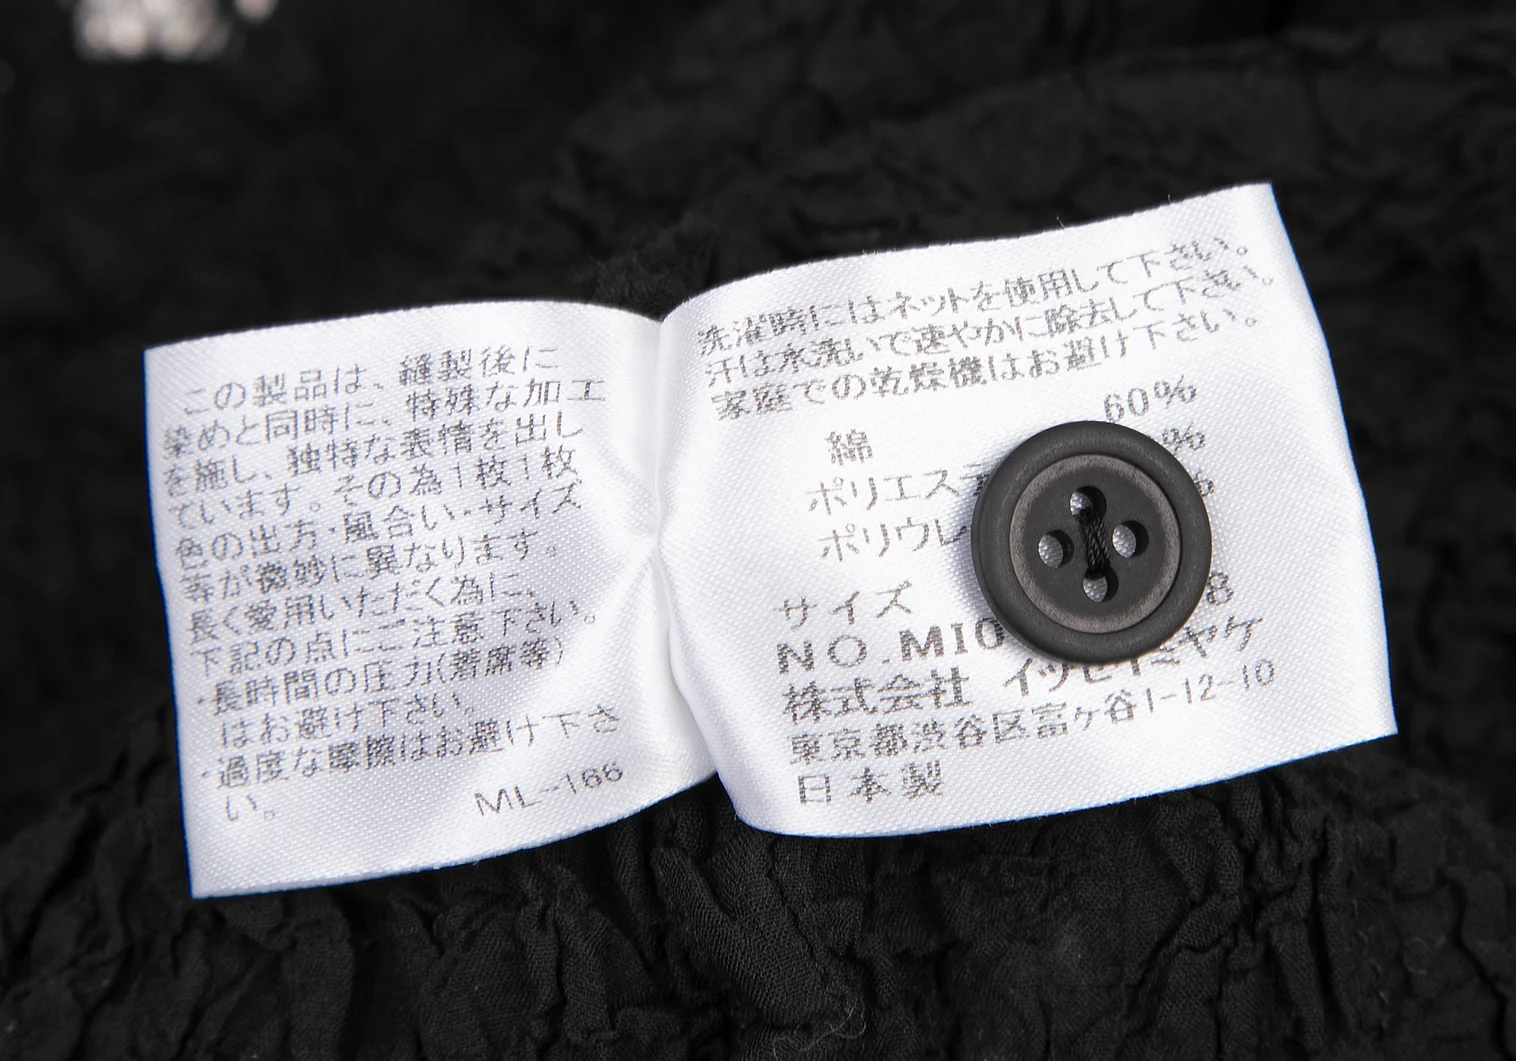 この製品は、縫製後に
染めと同時に、特殊な加工
を施し、独特な表情を出し
ています。その為1枚1枚
色の出方・風合い・サイズ
等が微妙に異なります。
長く愛用いただく為に、
下記の点にご注意下さい。
・長時間の圧力(着席等)
はお避け下さい。
・過度な摩擦はお避け下さ
い。
ML-166
洗濯時にはネットを使用して下さい。
汗は水洗いで速やかに除去して下さい。
家庭での乾燥機はお避け下さい。
綿 60%
ポリエステ %
ポリウレ %
サイズ
NO.MI0
株式会社 イッセイミヤケ
東京都渋谷区富ヶ谷1-12-10
日本製